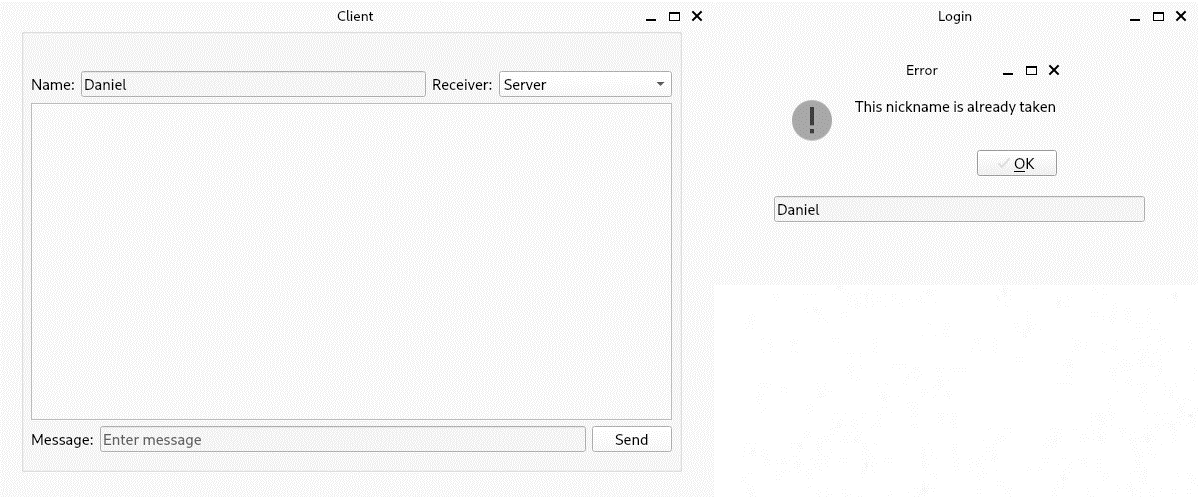 Client
Name: Daniel Receiver: Server
Message: Enter message Send
Login
Error
This nickname is already taken
OK
Daniel